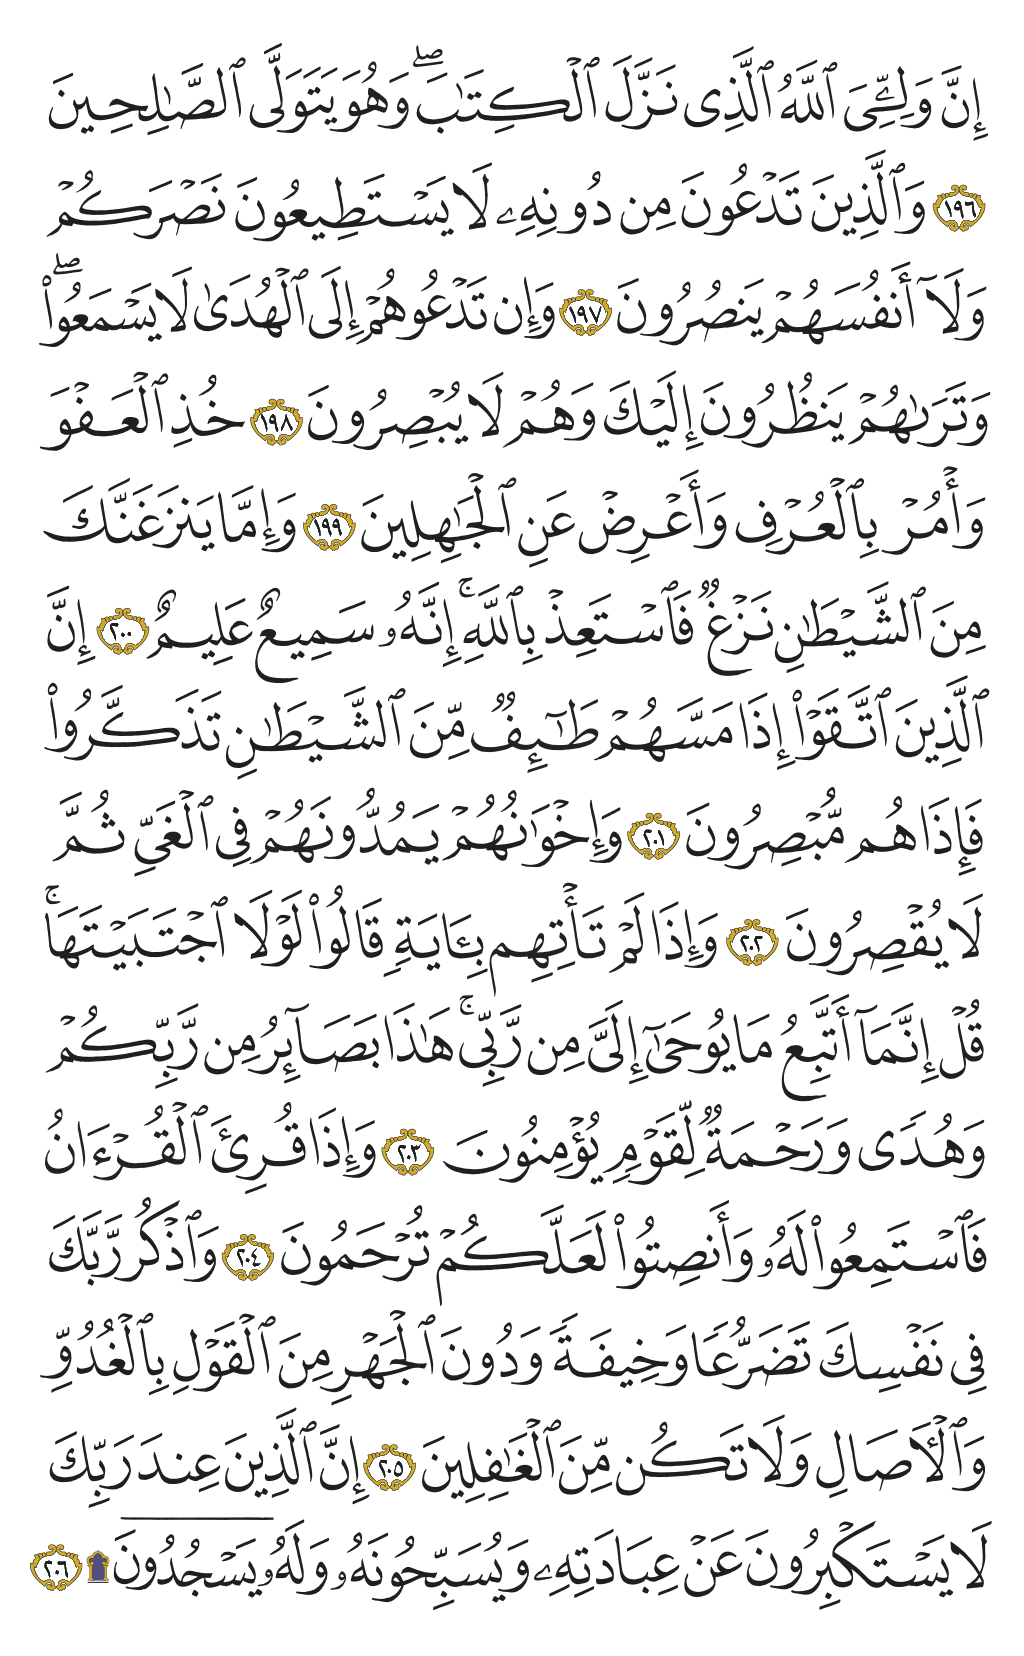 إِنَّ وَلِـِّۧيَ ٱللَّهُ ٱلَّذِى نَزَّلَ ٱلْكِتَٰبَ ۖ وَهُوَ يَتَوَلَّى ٱلصَّٰلِحِينَ
١٩٦ وَٱلَّذِينَ تَدْعُونَ مِن دُونِهِۦ لَا يَسْتَطِيعُونَ نَصْرَكُمْ
وَلَآ أَنفُسَهُمْ يَنصُرُونَ ١٩٧ وَإِن تَدْعُوهُمْ إِلَى ٱلْهُدَىٰ لَا يَسْمَعُوا۟ ۖ
وَتَرَىٰهُمْ يَنظُرُونَ إِلَيْكَ وَهُمْ لَا يُبْصِرُونَ ١٩٨ خُذِ ٱلْعَفْوَ
وَأْمُرْ بِٱلْعُرْفِ وَأَعْرِضْ عَنِ ٱلْجَٰهِلِينَ ١٩٩ وَإِمَّا يَنزَغَنَّكَ
مِنَ ٱلشَّيْطَٰنِ نَزْغٌ فَٱسْتَعِذْ بِٱللَّهِ ۚ إِنَّهُۥ سَمِيعٌ عَلِيمٌ ٢٠٠ إِنَّ
ٱلَّذِينَ ٱتَّقَوْا۟ إِذَا مَسَّهُمْ طَٰٓئِفٌ مِّنَ ٱلشَّيْطَٰنِ تَذَكَّرُوا۟
فَإِذَا هُم مُّبْصِرُونَ ٢٠١ وَإِخْوَٰنُهُمْ يَمُدُّونَهُمْ فِى ٱلْغَىِّ ثُمَّ
لَا يُقْصِرُونَ ٢٠٢ وَإِذَا لَمْ تَأْتِهِم بِـَٔايَةٍ قَالُوا۟ لَوْلَا ٱجْتَبَيْتَهَا ۚ
قُلْ إِنَّمَآ أَتَّبِعُ مَا يُوحَىٰٓ إِلَىَّ مِن رَّبِّى ۚ هَٰذَا بَصَآئِرُ مِن رَّبِّكُمْ
وَهُدًى وَرَحْمَةٌ لِّقَوْمٍ يُؤْمِنُونَ ٢٠٣ وَإِذَا قُرِئَ ٱلْقُرْءَانُ
فَٱسْتَمِعُوا۟ لَهُۥ وَأَنصِتُوا۟ لَعَلَّكُمْ تُرْحَمُونَ ٢٠٤ وَٱذْكُر رَّبَّكَ
فِى نَفْسِكَ تَضَرُّعًا وَخِيفَةً وَدُونَ ٱلْجَهْرِ مِنَ ٱلْقَوْلِ بِٱلْغُدُوِّ
وَٱلْـَٔاصَالِ وَلَا تَكُن مِّنَ ٱلْغَٰفِلِينَ ٢٠٥ إِنَّ ٱلَّذِينَ عِندَ رَبِّكَ
لَا يَسْتَكْبِرُونَ عَنْ عِبَادَتِهِۦ وَيُسَبِّحُونَهُۥ وَلَهُۥ يَسْجُدُونَ ۩ ٢٠٦